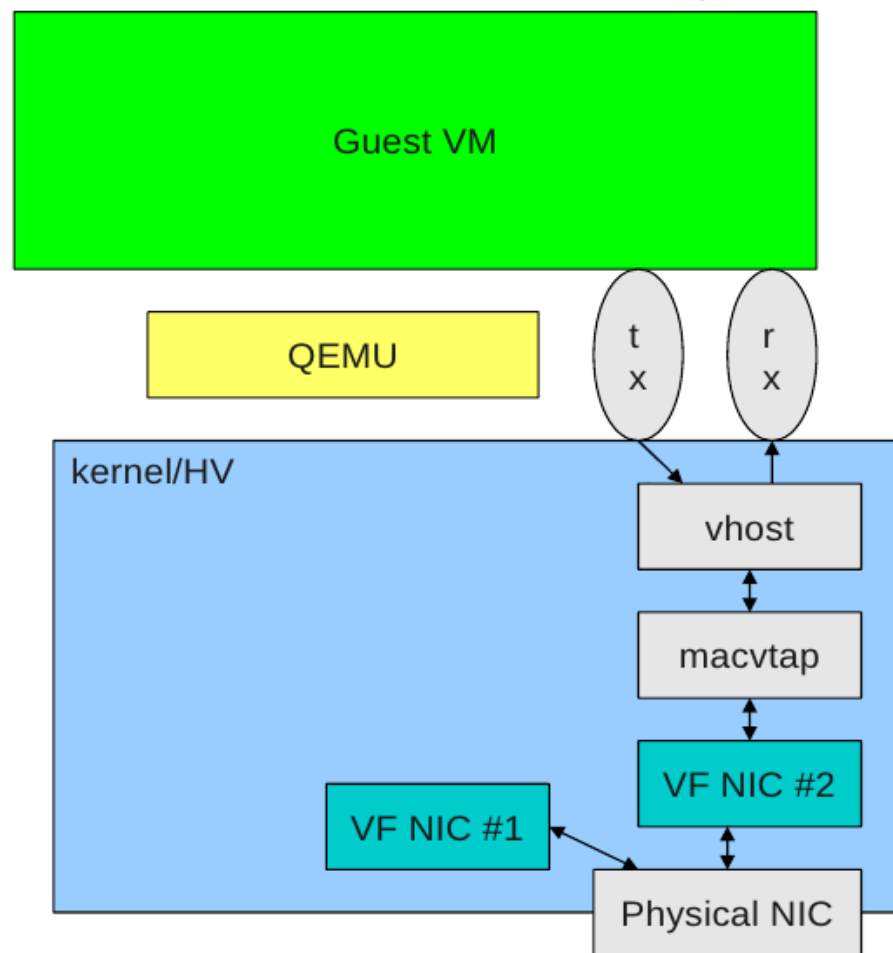 Guest VM
QEMU
t
x
r
x
kernel/HV
vhost
macvtap
VF NIC #2
VF NIC #1
Physical NIC